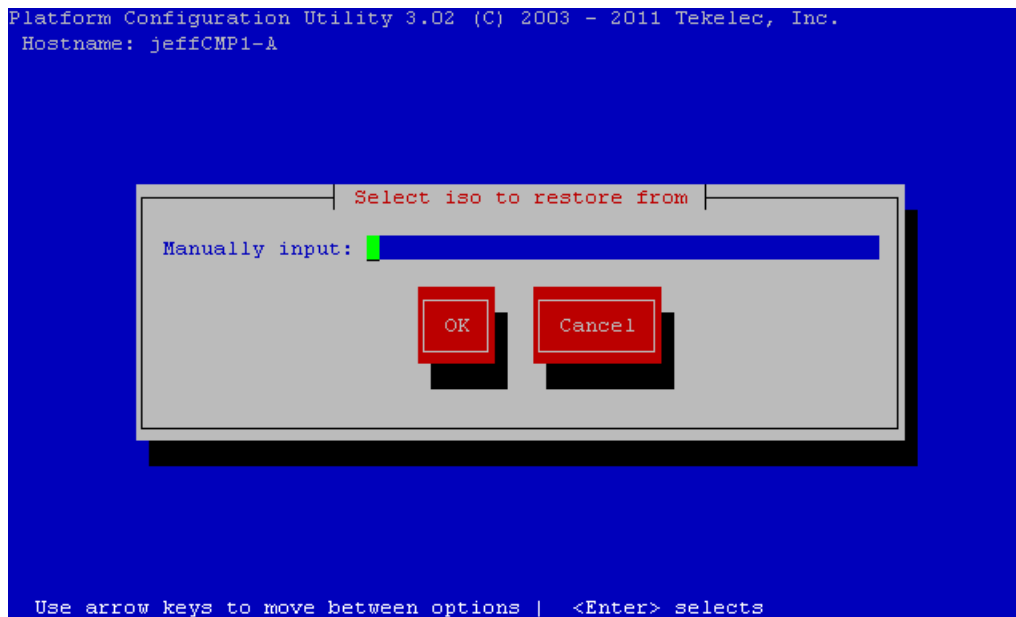 Platform Configuration Utility 3.02 (C) 2003 - 2011 Tekelec, Inc.
Hostname: jeffCMP1-A
Select iso to restore from
Manually input:
OK Cancel
Use arrow keys to move between options | <Enter> selects